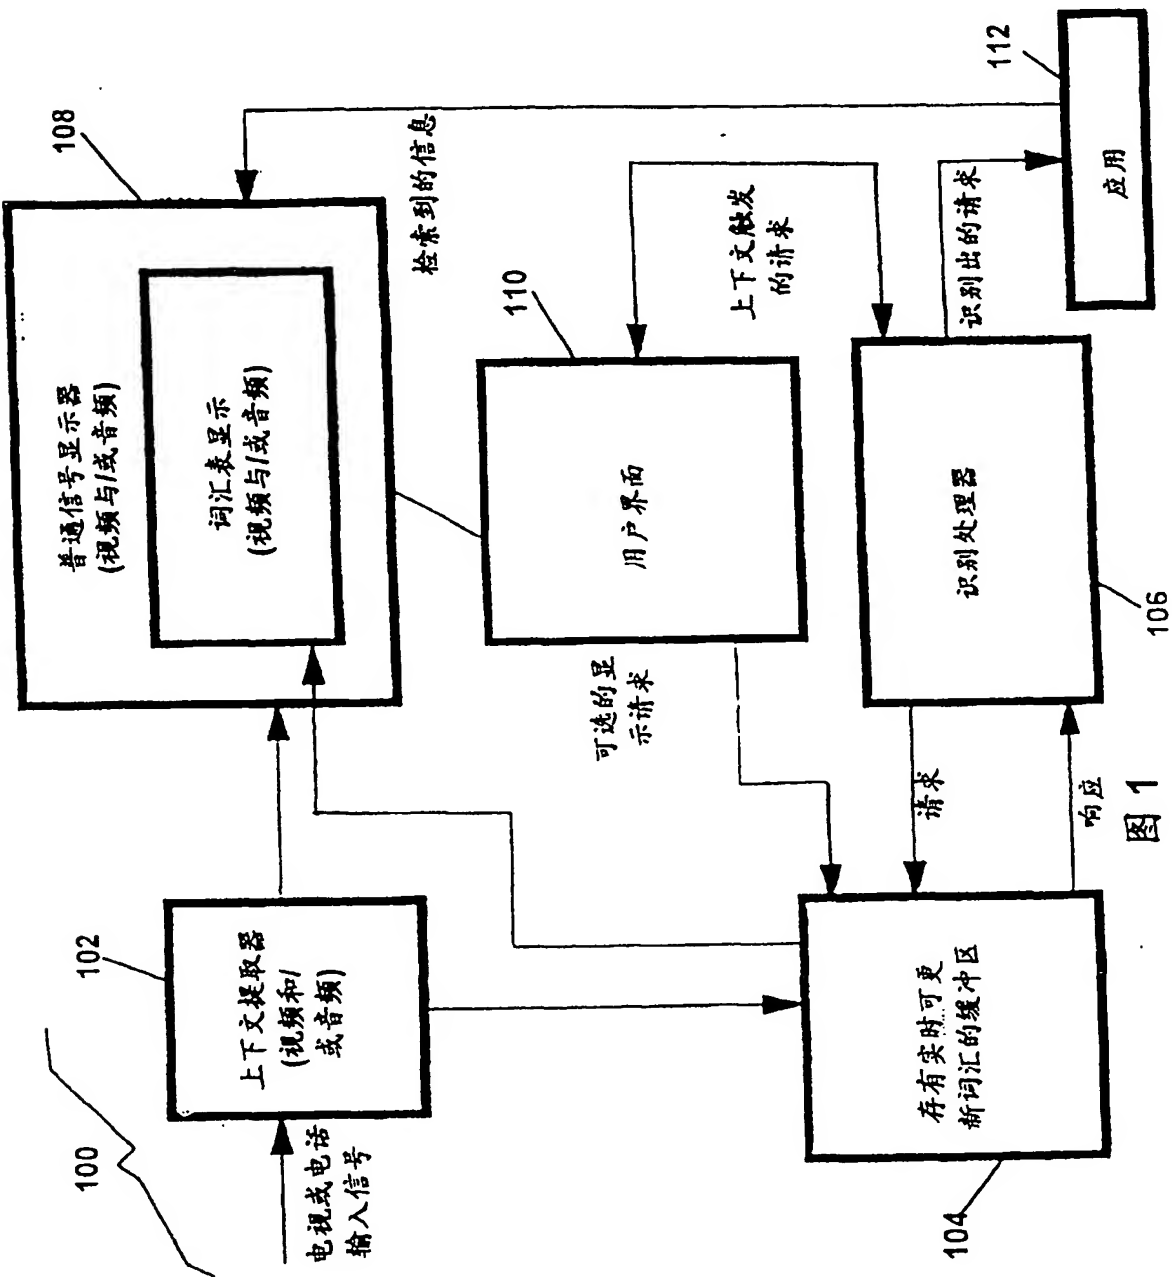 100
电视或电话
输入信号
102
上下文提取器
(视频和/
或音频)
108
普通信号显示器
(视频与/或音频)
词汇表显示
(视频与/或音频)
检索到的信息
110
用户界面
可选的显
示请求
上下文触发
的请求
112
应用
识别出的请求
识别处理器
106
请求
响应
104
存有实时可更
新词汇的缓冲区
图 1